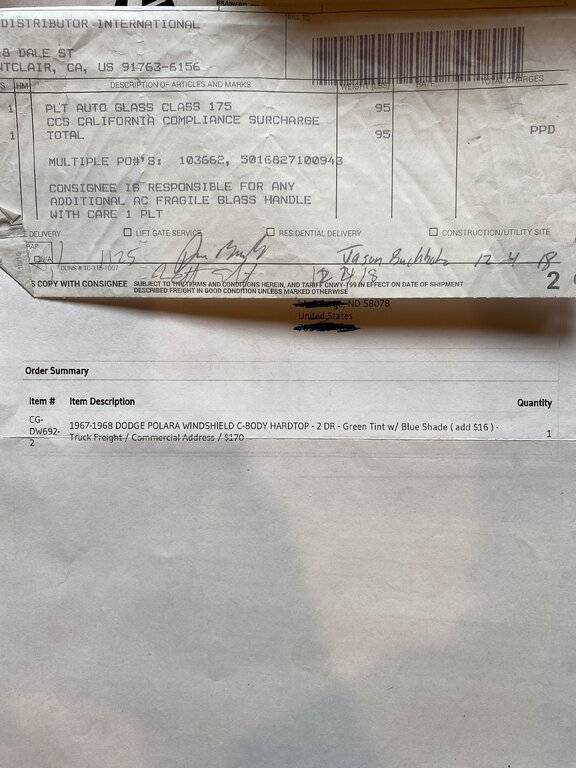 DISTRIBUTOR INTERNATIONAL
8 DALE ST
NTCLAIR, CA, US 91763-6156
HM DESCRIPTION OF ARTICLES AND MARKS WEIGHT (LBS) RATE TOTAL CHARGES
1 PLT AUTO GLASS CLASS 175 95
CCS CALIFORNIA COMPLIANCE SURCHARGE
1 TOTAL 95 PPD
MULTIPLE PO#'S: 103662, 5016827100943
CONSIGNEE IS RESPONSIBLE FOR ANY
ADDITIONAL AC FRAGILE GLASS HANDLE
WITH CARE 1 PLT
DELIVERY LIFT GATE SERVICE RESIDENTIAL DELIVERY CONSTRUCTION/UTILITY SITE
1125 Jason 12 4 18
S COPY WITH CONSIGNEE SUBJECT TO THE TERMS AND CONDITIONS HEREIN, AND TARIFF CNWY-199 IN EFFECT ON DATE OF SHIPMENT 2
DESCRIBED FREIGHT IN GOOD CONDITION UNLESS MARKED OTHERWISE
ND 58078
United States
Order Summary
Item # Item Description Quantity
CG-
DW692- 1967-1968 DODGE POLARA WINDSHIELD C-BODY HARDTOP - 2 DR - Green Tint w/ Blue Shade ( add $16 ) - 1
2 Truck Freight / Commercial Address / $170